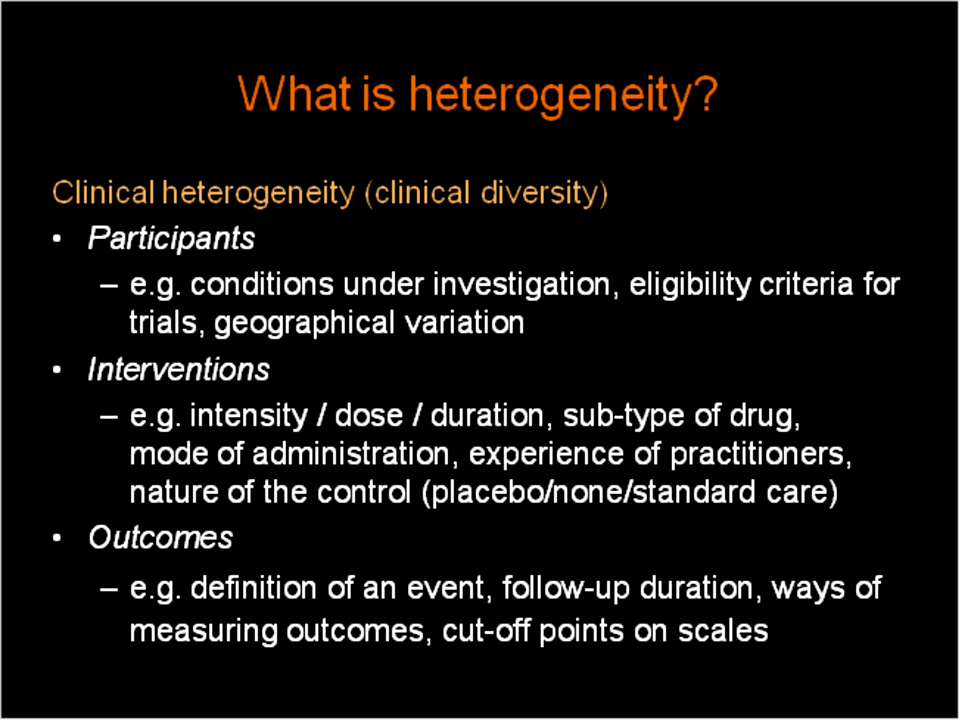 What is heterogeneity?
Clinical heterogeneity (clinical diversity)
• Participants
– e.g. conditions under investigation, eligibility criteria for
trials, geographical variation
• Interventions
– e.g. intensity / dose / duration, sub-type of drug,
mode of administration, experience of practitioners,
nature of the control (placebo/none/standard care)
• Outcomes
– e.g. definition of an event, follow-up duration, ways of
measuring outcomes, cut-off points on scales